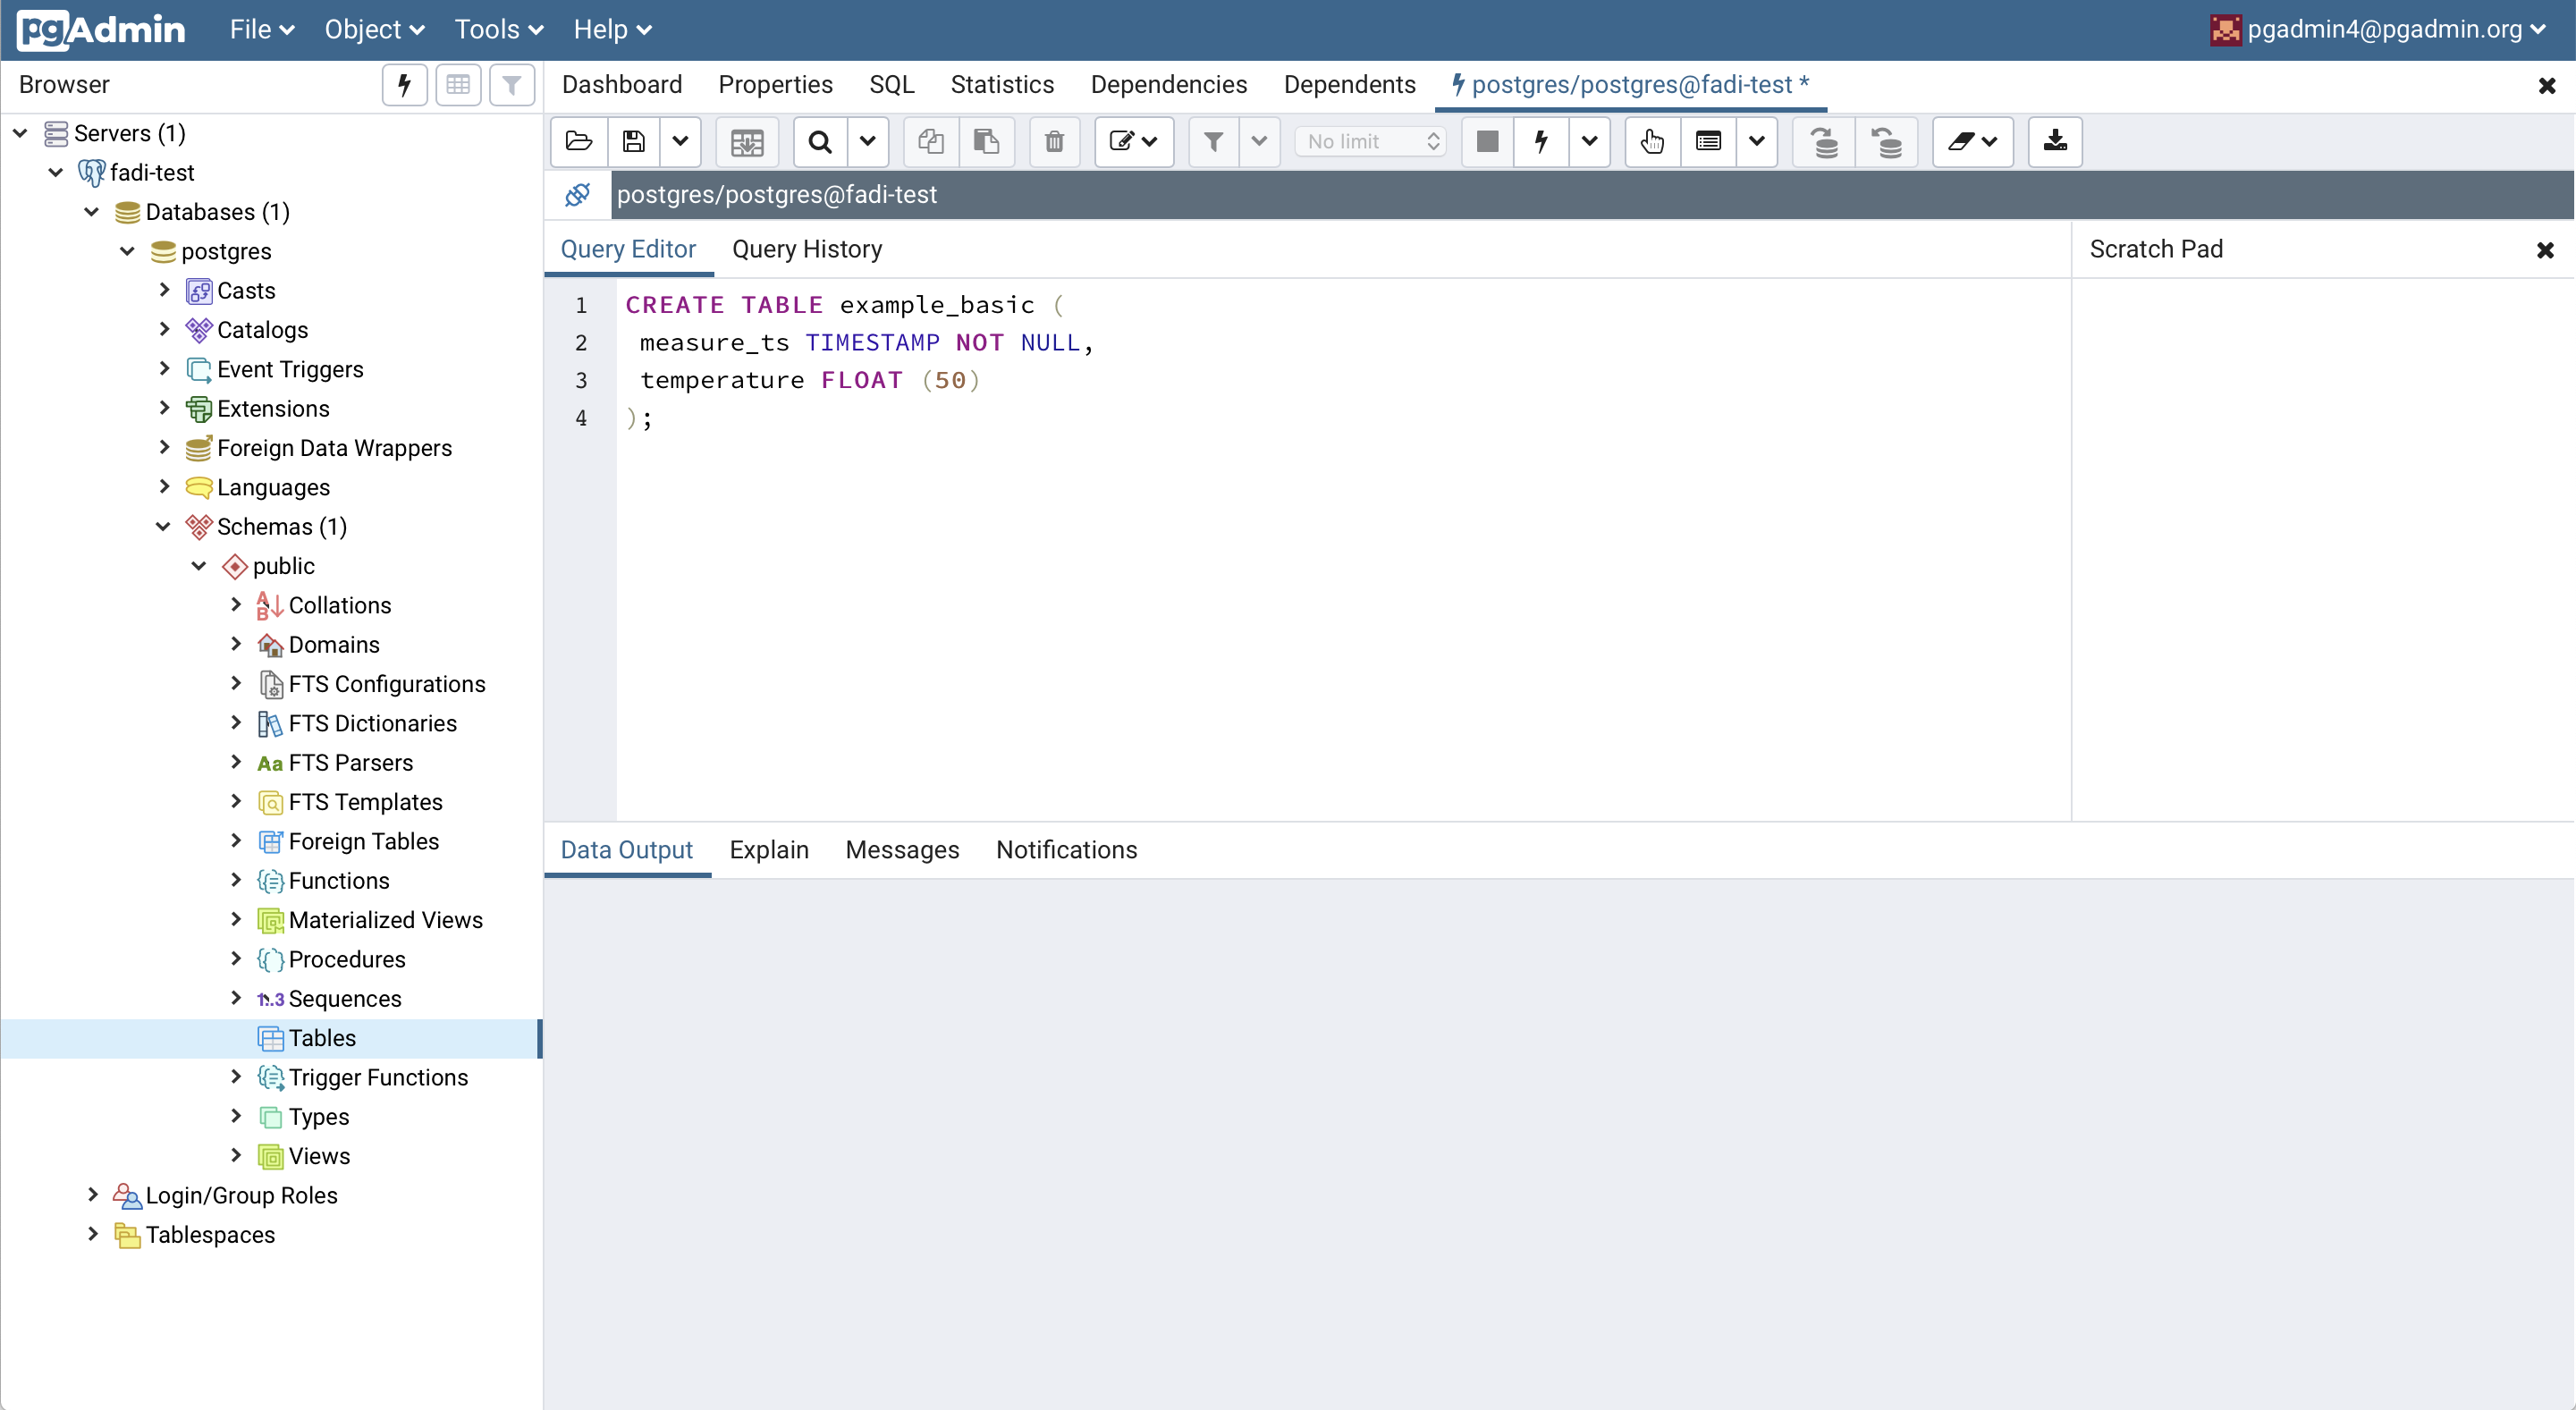 pgAdmin File Object Tools Help pgadmin4@pgadmin.org
Browser
Dashboard Properties SQL Statistics Dependencies Dependents postgres/postgres@fadi-test *
Servers (1)
fadi-test
Databases (1)
postgres
Casts
Catalogs
Event Triggers
Extensions
Foreign Data Wrappers
Languages
Schemas (1)
public
Collations
Domains
FTS Configurations
FTS Dictionaries
Aa FTS Parsers
FTS Templates
Foreign Tables
Functions
Materialized Views
Procedures
1..3 Sequences
Tables
Trigger Functions
Types
Views
Login/Group Roles
Tablespaces
No limit
postgres/postgres@fadi-test
Query Editor Query History
Scratch Pad
1 CREATE TABLE example_basic (
2 measure_ts TIMESTAMP NOT NULL,
3 temperature FLOAT (50)
4 );
Data Output Explain Messages Notifications